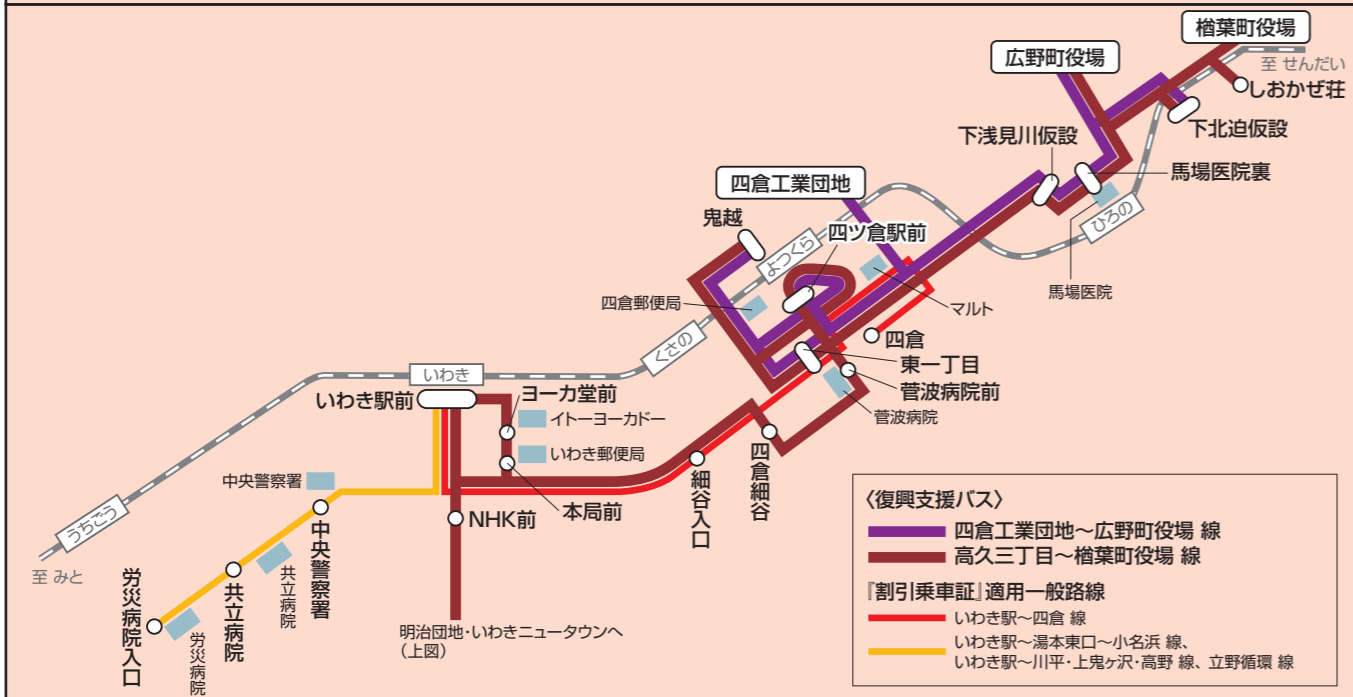 楢葉町役場
至 せんだい
しおかぜ荘
広野町役場
下北迫仮設
下浅見川仮設
馬場医院裏
ひろの
馬場医院
四倉工業団地
鬼越
よつくら
四ツ倉駅前
四倉郵便局
マルト
四倉
くさの
東一丁目
菅波病院前
菅波病院
いわき
いわき駅前
ヨーカ堂前
イトーヨーカドー
いわき郵便局
本局前
NHK前
細谷入口
四倉細谷
中央警察署
中央警察署
うちごう
至 みと
共立病院
共立病院
労災病院入口
労災病院
明治団地・いわきニュータウンへ
（上図）
〈復興支援バス〉
四倉工業団地～広野町役場 線
高久三丁目～楢葉町役場 線
『割引乗車証』適用一般路線
いわき駅～四倉 線
いわき駅～湯本東口～小名浜 線、
いわき駅～川平・上鬼ヶ沢・高野 線、立野循環 線